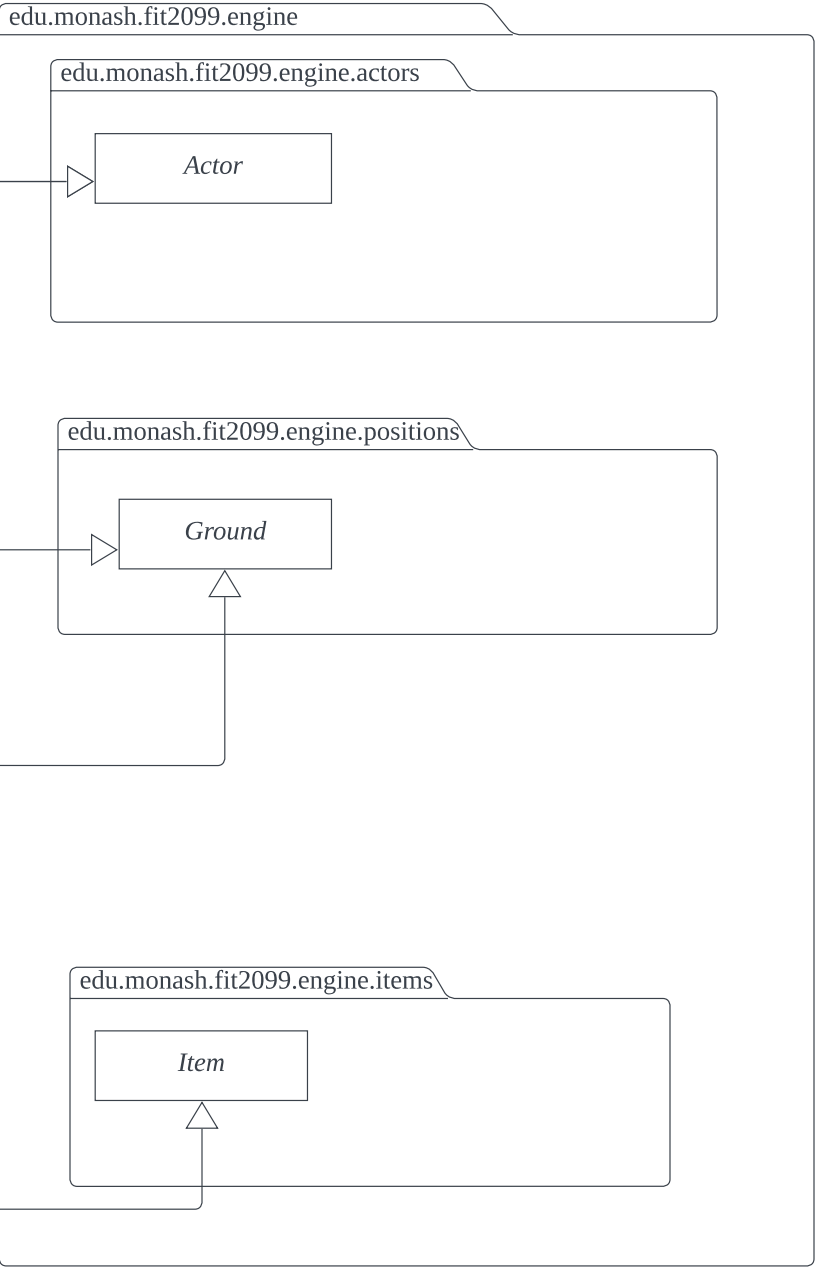 edu.monash.fit2099.engine
edu.monash.fit2099.engine.actors
Actor
edu.monash.fit2099.engine.positions
Ground
edu.monash.fit2099.engine.items
Item